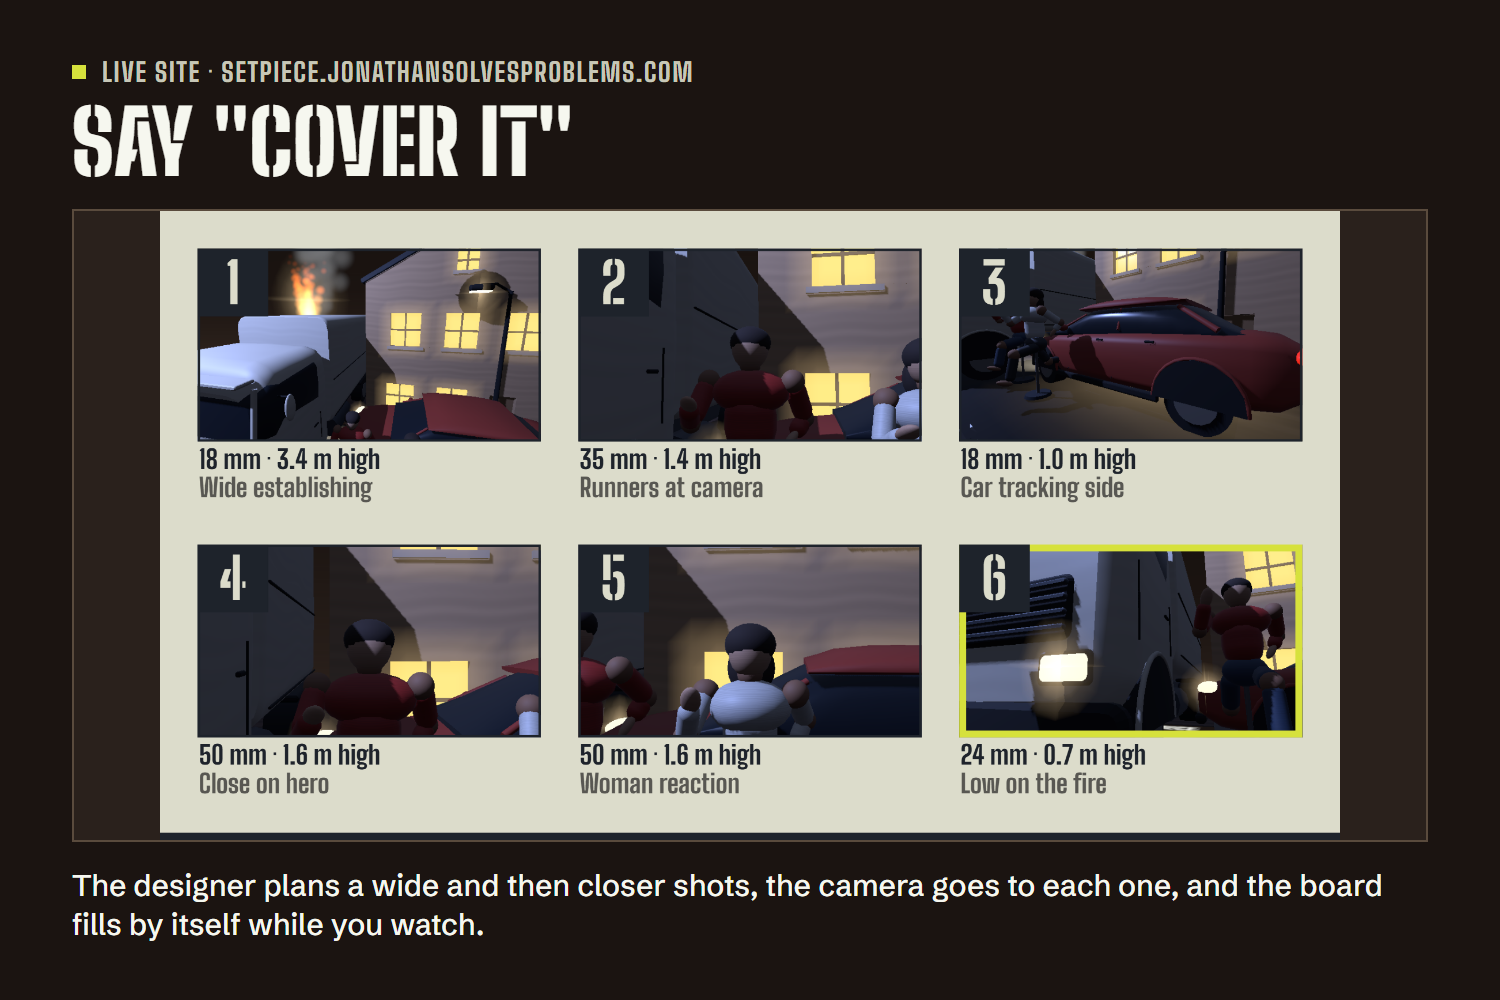 LIVE SITE · SETPIECE.JONATHANSOLVESPROBLEMS.COM
SAY "COVER IT"
1
2
3
18 mm · 3.4 m high
Wide establishing
35 mm · 1.4 m high
Runners at camera
18 mm · 1.0 m high
Car tracking side
4
5
6
50 mm · 1.6 m high
Close on hero
50 mm · 1.6 m high
Woman reaction
24 mm · 0.7 m high
Low on the fire
The designer plans a wide and then closer shots, the camera goes to each one, and the board
fills by itself while you watch.